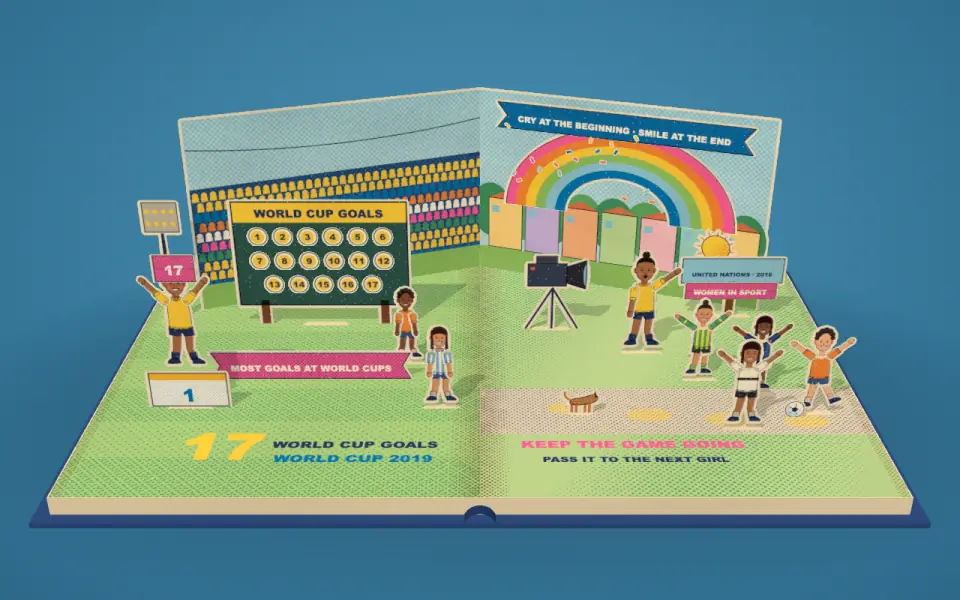 WORLD CUP GOALS
1 2 3 4 5 6
7 8 9 10 11 12
13 14 15 16 17
17
MOST GOALS AT WORLD CUPS
1
17 WORLD CUP GOALS
WORLD CUP 2019
CRY AT THE BEGINNING · SMILE AT THE END
UNITED NATIONS · 2018
WOMEN IN SPORT
KEEP THE GAME GOING
PASS IT TO THE NEXT GIRL